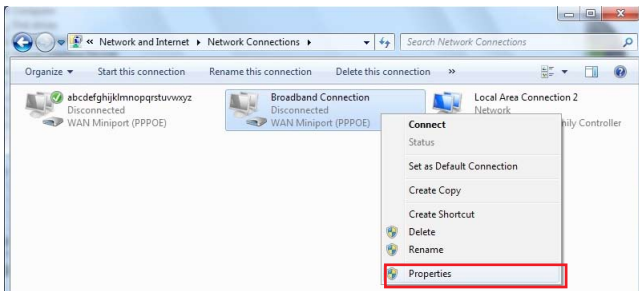 « Network and Internet ▸ Network Connections ▸
Search Network Connections
Organize ▾ Start this connection Rename this connection Delete this connection »
abcdefghijklmnopqrstuvwxyz
Disconnected
WAN Miniport (PPPOE)
Broadband Connection
Disconnected
WAN Miniport (PPPOE)
Local Area Connection 2
Network
Controller
Connect
Status
Set as Default Connection
Create Copy
Create Shortcut
Delete
Rename
Properties